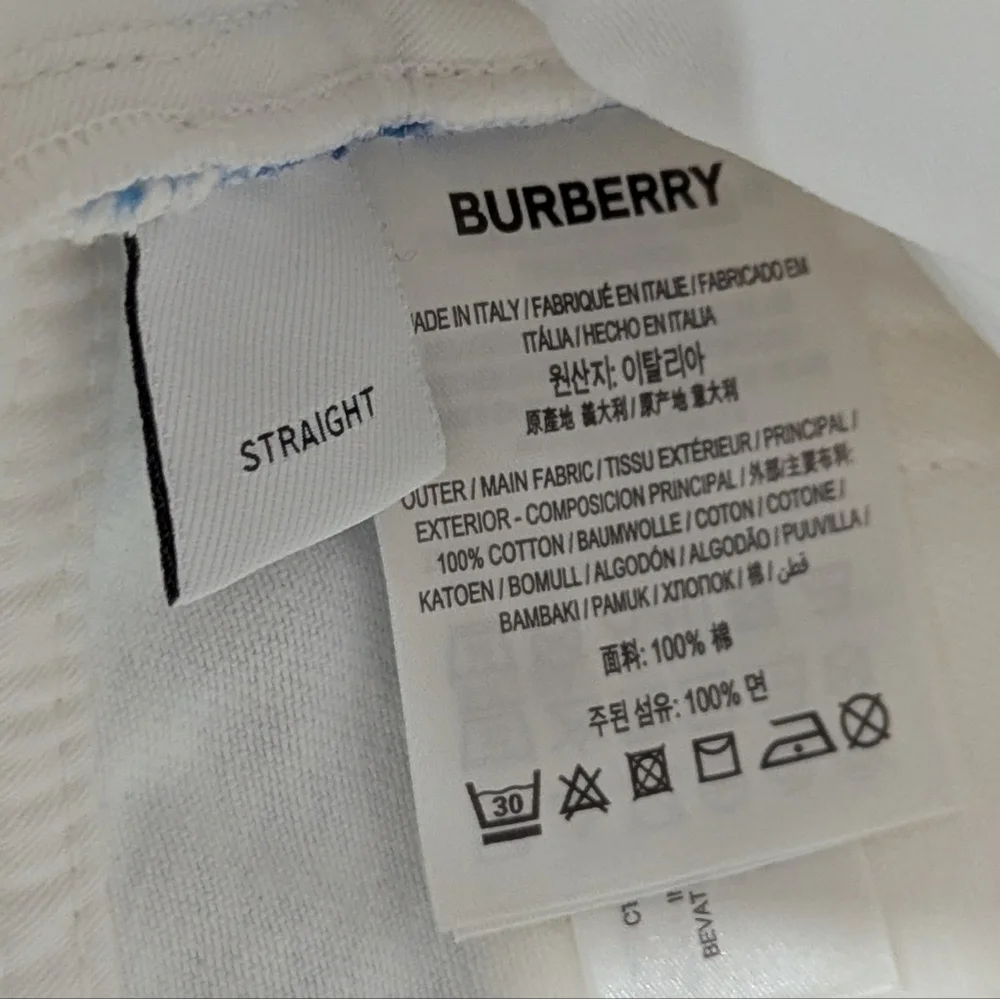 STRAIGHT
BURBERRY
MADE IN ITALY / FABRIQUÉ EN ITALIE / FABRICADO EM
ITÁLIA / HECHO EN ITALIA
원산지: 이탈리아
原產地 義大利 / 原产地 意大利
OUTER / MAIN FABRIC / TISSU EXTÉRIEUR / PRINCIPAL /
EXTERIOR - COMPOSICION PRINCIPAL / 外部/主要布料:
100% COTTON / BAUMWOLLE / COTON / COTONE /
KATOEN / BOMULL / ALGODÓN / ALGODÃO / PUUVILLA /
BAMBAKI / PAMUK / ХЛОПОК / 棉 / قطن
面料: 100% 棉
주된 섬유: 100% 면
30
BEVAT